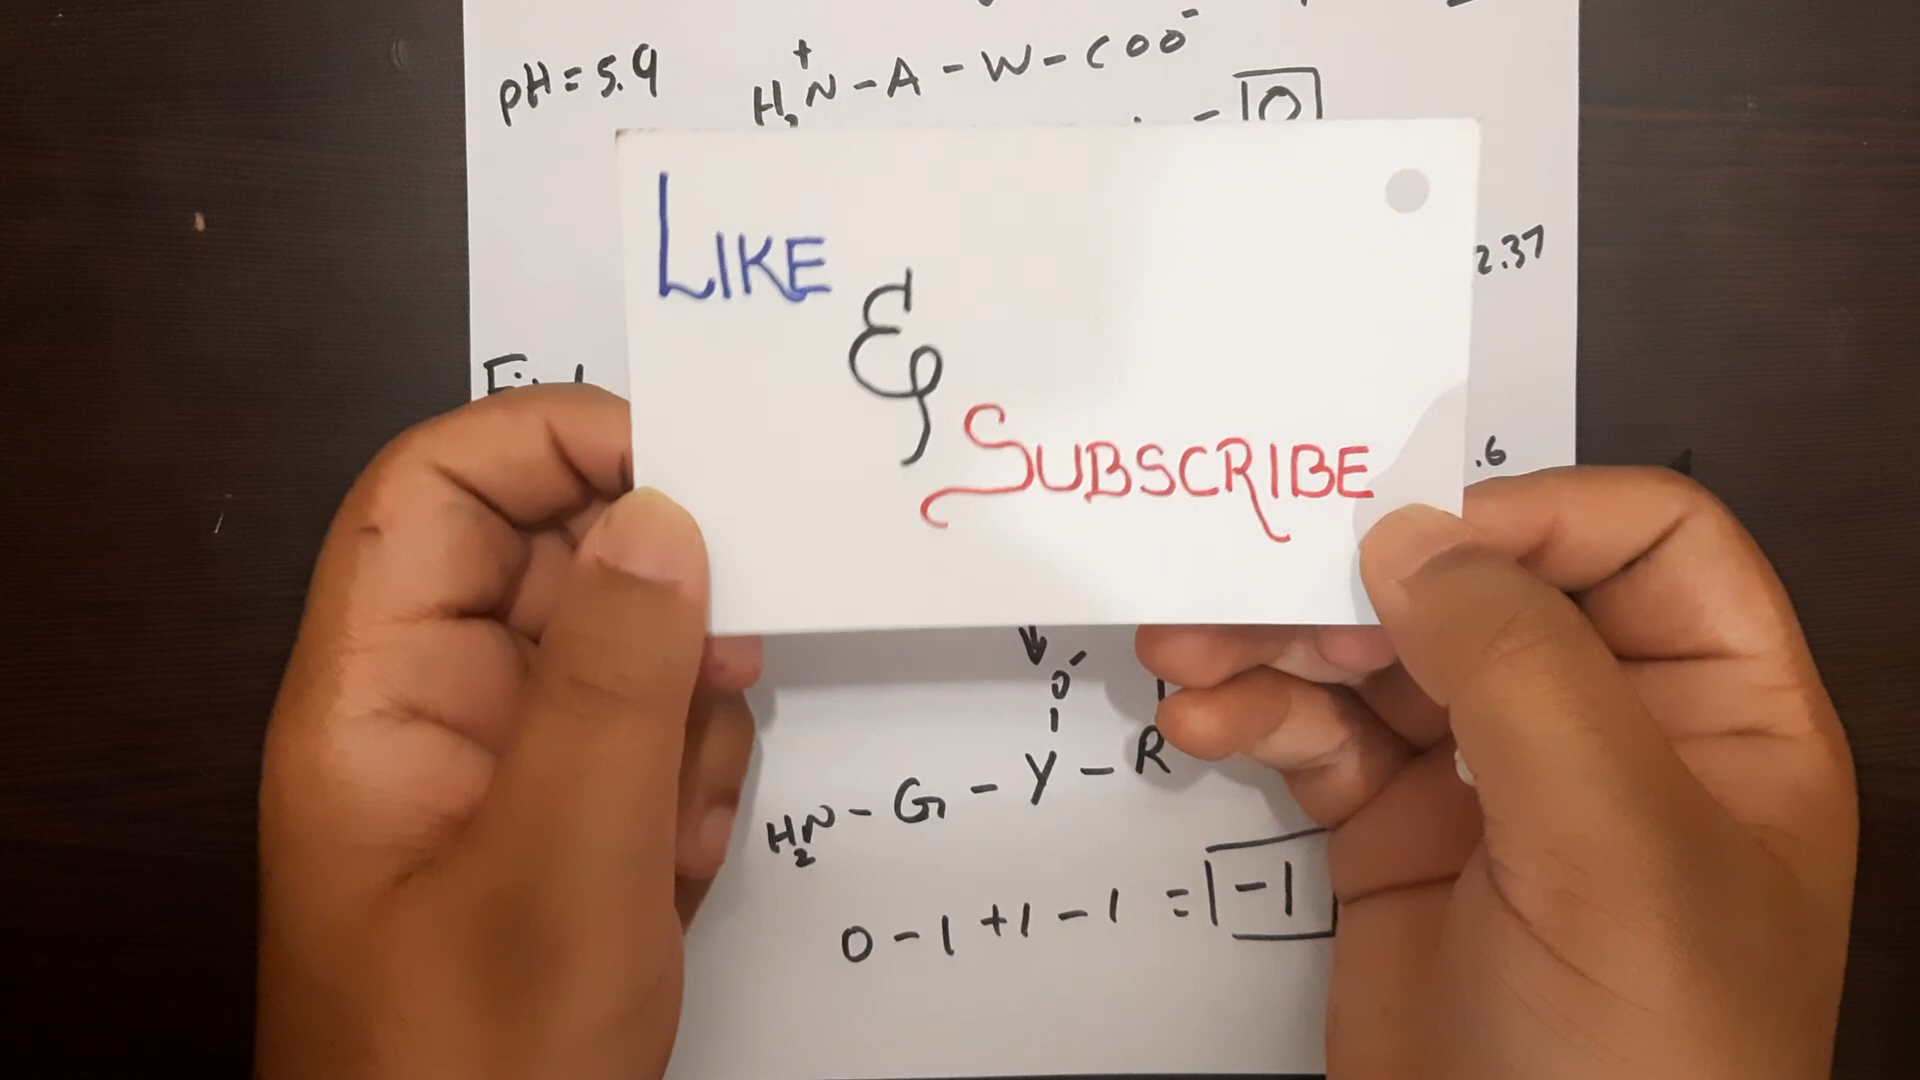 pH = 5.9 H₃N⁺ - A - W - COO⁻
- 0
LIKE
&
SUBSCRIBE
2.37
.6
O⁻
Y - R
H₂N - G - Y - R
0 - 1 + 1 - 1 = -1